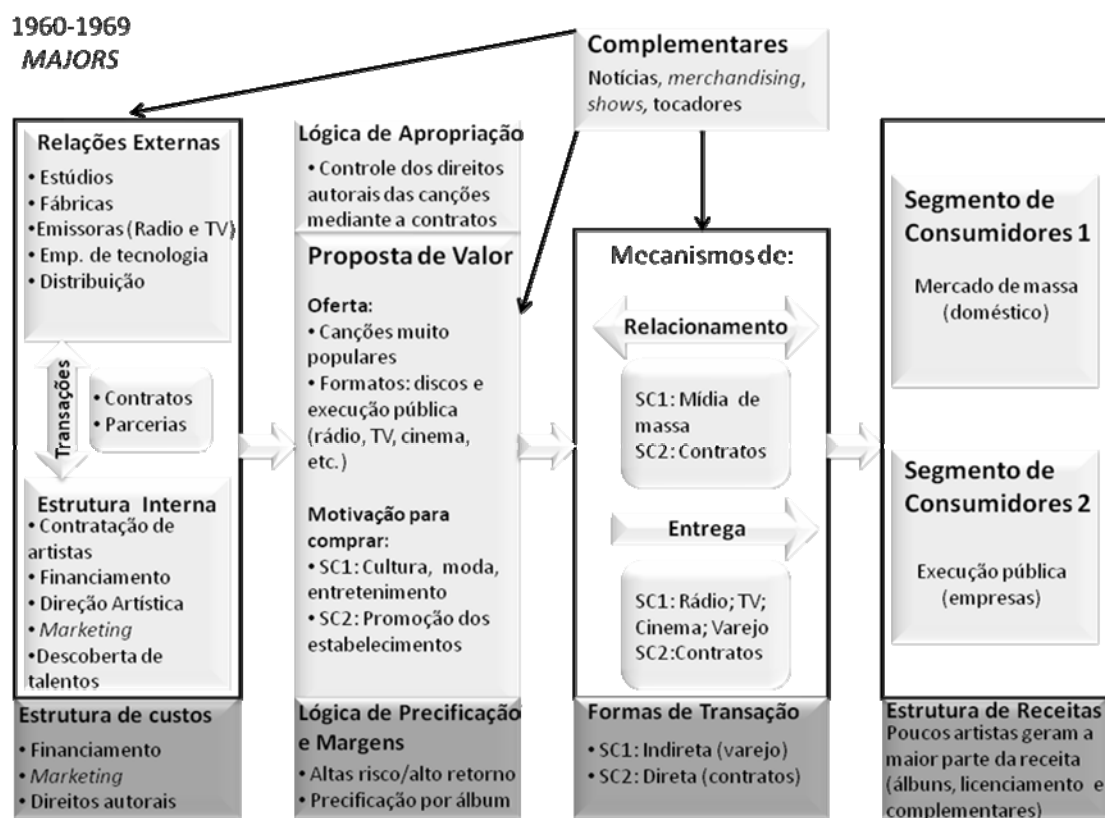 1960-1969
MAJORS
Complementares
Notícias, merchandising,
shows, tocadores
Relações Externas
• Estúdios
• Fábricas
•Emissoras (Radio e TV)
• Emp. de tecnologia
• Distribuição
Transações
• Contratos
• Parcerias
Estrutura Interna
• Contratação de
artistas
• Financiamento
• Direção Artística
• Marketing
•Descoberta de
talentos
Estrutura de custos
• Financiamento
• Marketing
• Direitos autorais
Lógica de Apropriação
• Controle dos direitos
autorais das canções
mediante a contratos
Proposta de Valor
Oferta:
• Canções muito
populares
• Formatos: discos e
execução pública
(rádio, TV, cinema,
etc.)
Motivação para
comprar:
• SC1: Cultura, moda,
entretenimento
• SC2: Promoção dos
estabelecimentos
Lógica de Precificação
e Margens
• Altas risco/alto retorno
• Precificação por álbum
Mecanismos de:
Relacionamento
SC1: Mídia de
massa
SC2: Contratos
Entrega
SC1: Rádio; TV;
Cinema; Varejo
SC2:Contratos
Formas de Transação
• SC1: Indireta (varejo)
• SC2: Direta (contratos)
Segmento de
Consumidores 1
Mercado de massa
(doméstico)
Segmento de
Consumidores 2
Execução pública
(empresas)
Estrutura de Receitas
Poucos artistas geram a
maior parte da receita
(álbuns, licenciamento e
complementares)